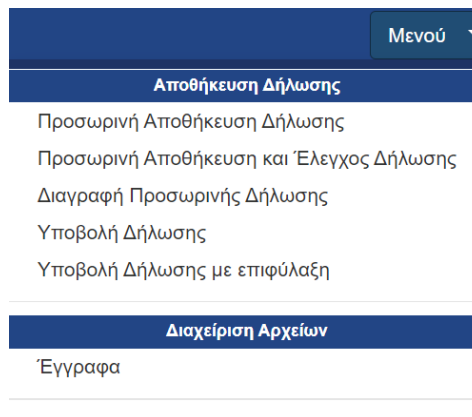 Μενού
Αποθήκευση Δήλωσης
Προσωρινή Αποθήκευση Δήλωσης
Προσωρινή Αποθήκευση και Έλεγχος Δήλωσης
Διαγραφή Προσωρινής Δήλωσης
Υποβολή Δήλωσης
Υποβολή Δήλωσης με επιφύλαξη
Διαχείριση Αρχείων
Έγγραφα